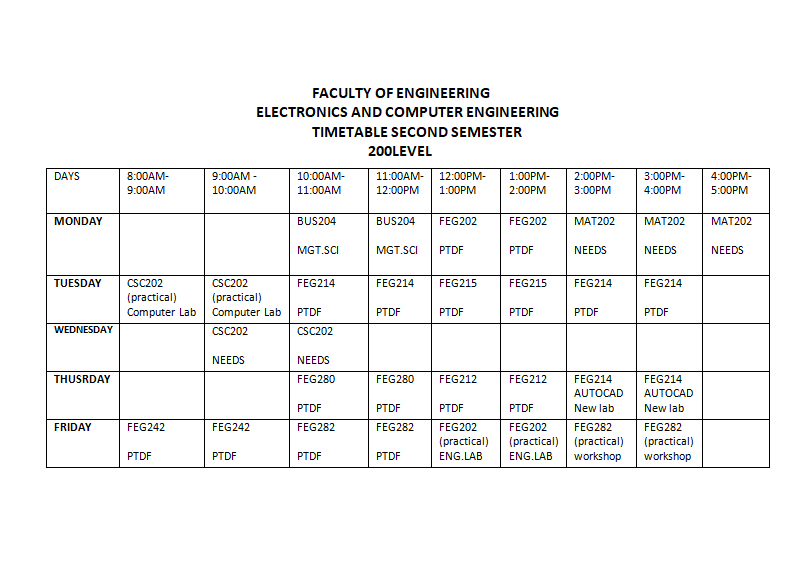 FACULTY OF ENGINEERING
ELECTRONICS AND COMPUTER ENGINEERING
TIMETABLE SECOND SEMESTER
200LEVEL
DAYS 8:00AM-9:00AM 9:00AM - 10:00AM 10:00AM-11:00AM 11:00AM-12:00PM 12:00PM-1:00PM 1:00PM-2:00PM 2:00PM-3:00PM 3:00PM-4:00PM 4:00PM-5:00PM
MONDAY BUS204 BUS204 FEG202 FEG202 MAT202 MAT202 MAT202
MGT.SCI MGT.SCI PTDF PTDF NEEDS NEEDS NEEDS
TUESDAY CSC202 CSC202 FEG214 FEG214 FEG215 FEG215 FEG214 FEG214
(practical) (practical)
Computer Lab Computer Lab PTDF PTDF PTDF PTDF PTDF PTDF
WEDNESDAY CSC202 CSC202
NEEDS NEEDS
THUSRDAY FEG280 FEG280 FEG212 FEG212 FEG214 FEG214
AUTOCAD AUTOCAD
PTDF PTDF PTDF PTDF New lab New lab
FRIDAY FEG242 FEG242 FEG282 FEG282 FEG202 FEG202 FEG282 FEG282
(practical) (practical) (practical) (practical)
PTDF PTDF PTDF PTDF ENG.LAB ENG.LAB workshop workshop